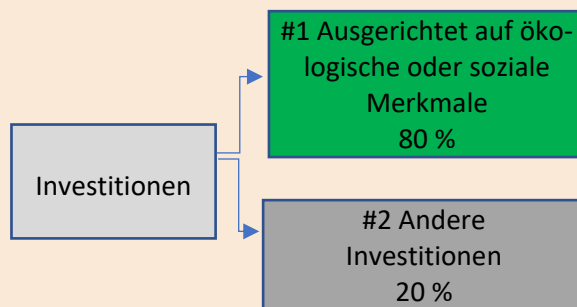 #1 Ausgerichtet auf öko-
logische oder soziale
Merkmale
80 %
Investitionen
#2 Andere
Investitionen
20 %